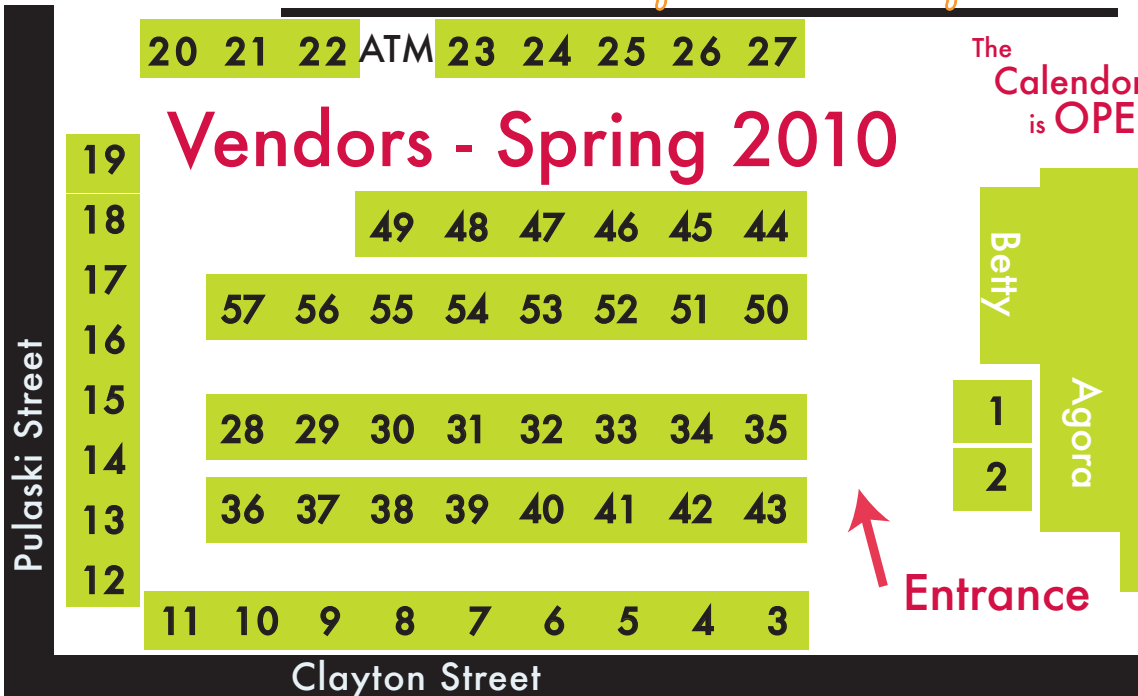 20 21 22 ATM 23 24 25 26 27
The
Calendor
is OPE
Vendors - Spring 2010
19
18
17
16
15
14
13
12
49 48 47 46 45 44
57 56 55 54 53 52 51 50
28 29 30 31 32 33 34 35
36 37 38 39 40 41 42 43
11 10 9 8 7 6 5 4 3
Betty
Agora
1
2
Entrance
Pulaski Street
Clayton Street